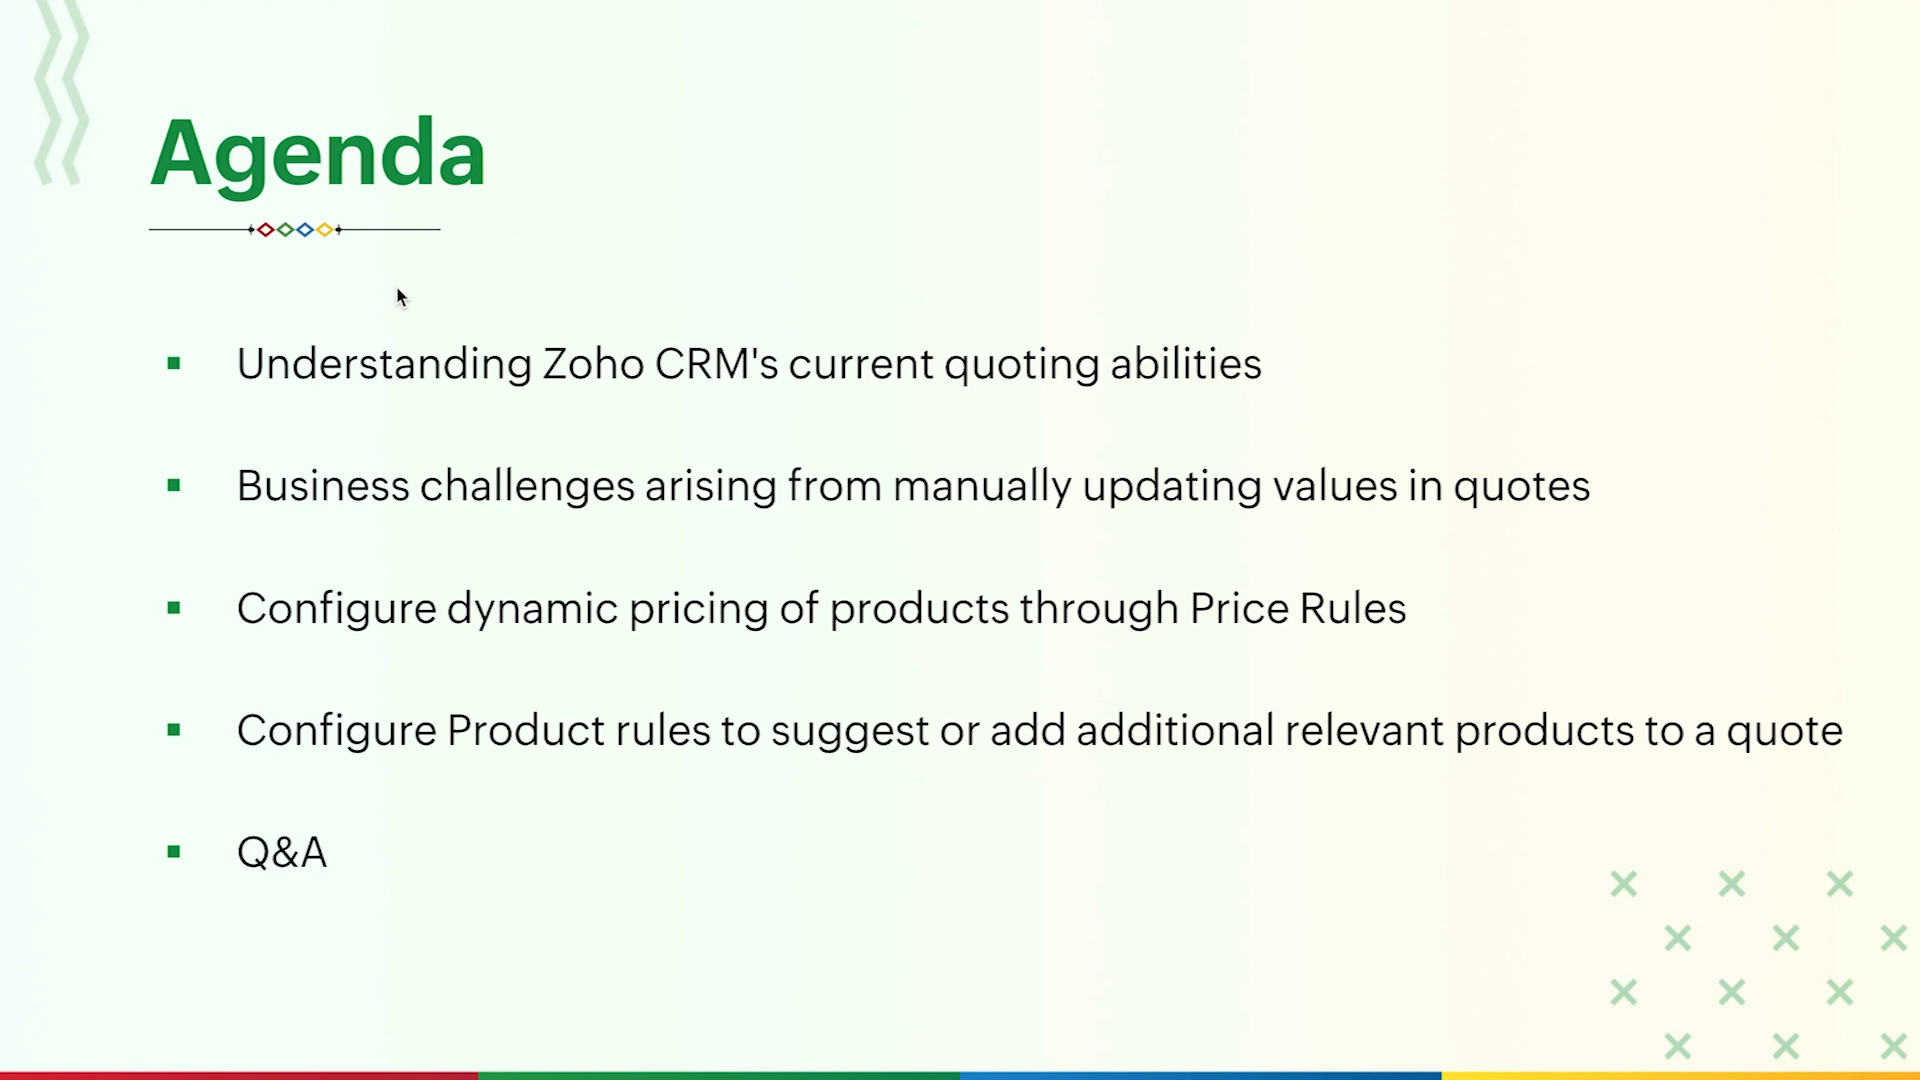 Agenda
Understanding Zoho CRM's current quoting abilities
Business challenges arising from manually updating values in quotes
Configure dynamic pricing of products through Price Rules
Configure Product rules to suggest or add additional relevant products to a quote
Q&A